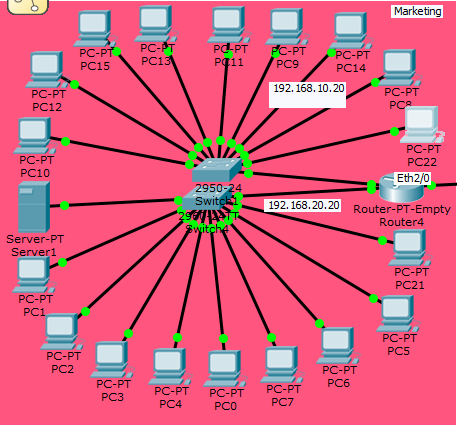 Marketing
PC-PT
PC15
PC-PT
PC13
PC-PT
PC11
PC-PT
PC9
PC-PT
PC14
PC-PT
PC12
192.168.10.20
PC-PT
PC8
PC-PT
PC10
PC-PT
PC22
2950-24
Switch1
Eth2/0
192.168.20.20
Router-PT-Empty
Router4
Switch4
Server-PT
Server1
PC-PT
PC1
PC-PT
PC21
PC-PT
PC2
PC-PT
PC3
PC-PT
PC4
PC-PT
PC0
PC-PT
PC7
PC-PT
PC6
PC-PT
PC5